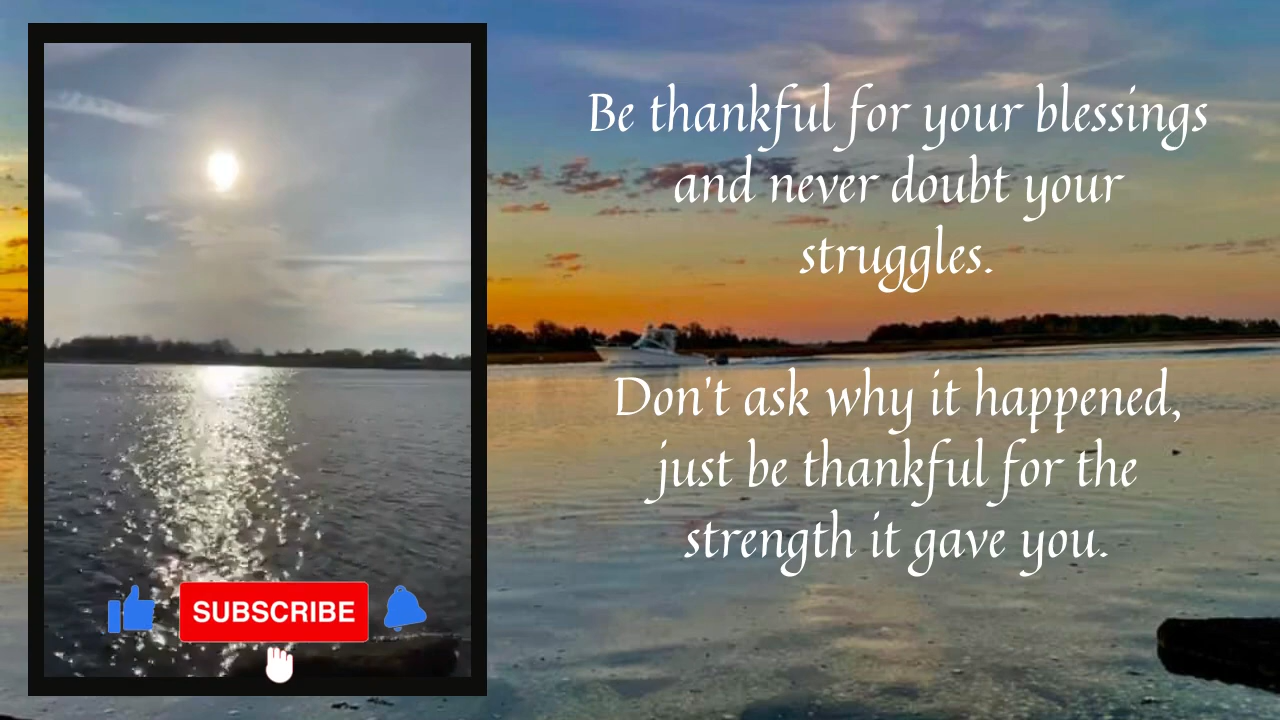 Be thankful for your blessings
and never doubt your
struggles.
Don't ask why it happened,
just be thankful for the
strength it gave you.
SUBSCRIBE